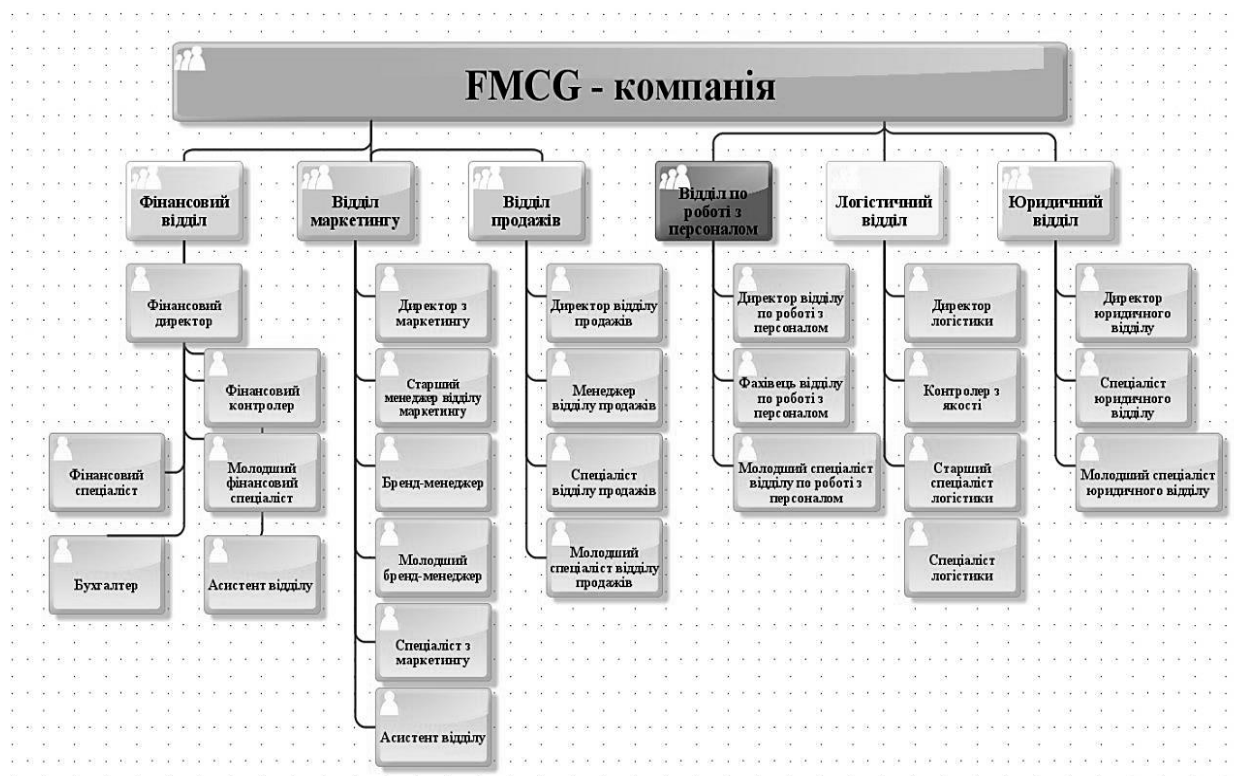 FMCG - компанія
Фінансовий
відділ
Відділ
маркетингу
Відділ
продажів
Відділ по
роботі з
персоналом
Логістичний
відділ
Юридичний
відділ
Фінансовий
директор
Фінансовий
контролер
Фінансовий
спеціаліст
Молодший
фінансовий
спеціаліст
Бухгалтер
Асистент відділу
Директор з
маркетингу
Старший
менеджер відділу
маркетингу
Бренд-менеджер
Молодший
бренд-менеджер
Спеціаліст з
маркетингу
Асистент відділу
Директор відділу
продажів
Менеджер
відділу продажів
Спеціаліст
відділу продажів
Молодший
спеціаліст відділу
продажів
Директор відділу
по роботі з
персоналом
Фахівець відділу
по роботі з
персоналом
Молодший спеціаліст
відділу по роботі з
персоналом
Директор
логістики
Контролер з
якості
Старший
спеціаліст
логістики
Спеціаліст
логістики
Директор
юридичного
відділу
Спеціаліст
юридичного
відділу
Молодший спеціаліст
юридичного відділу